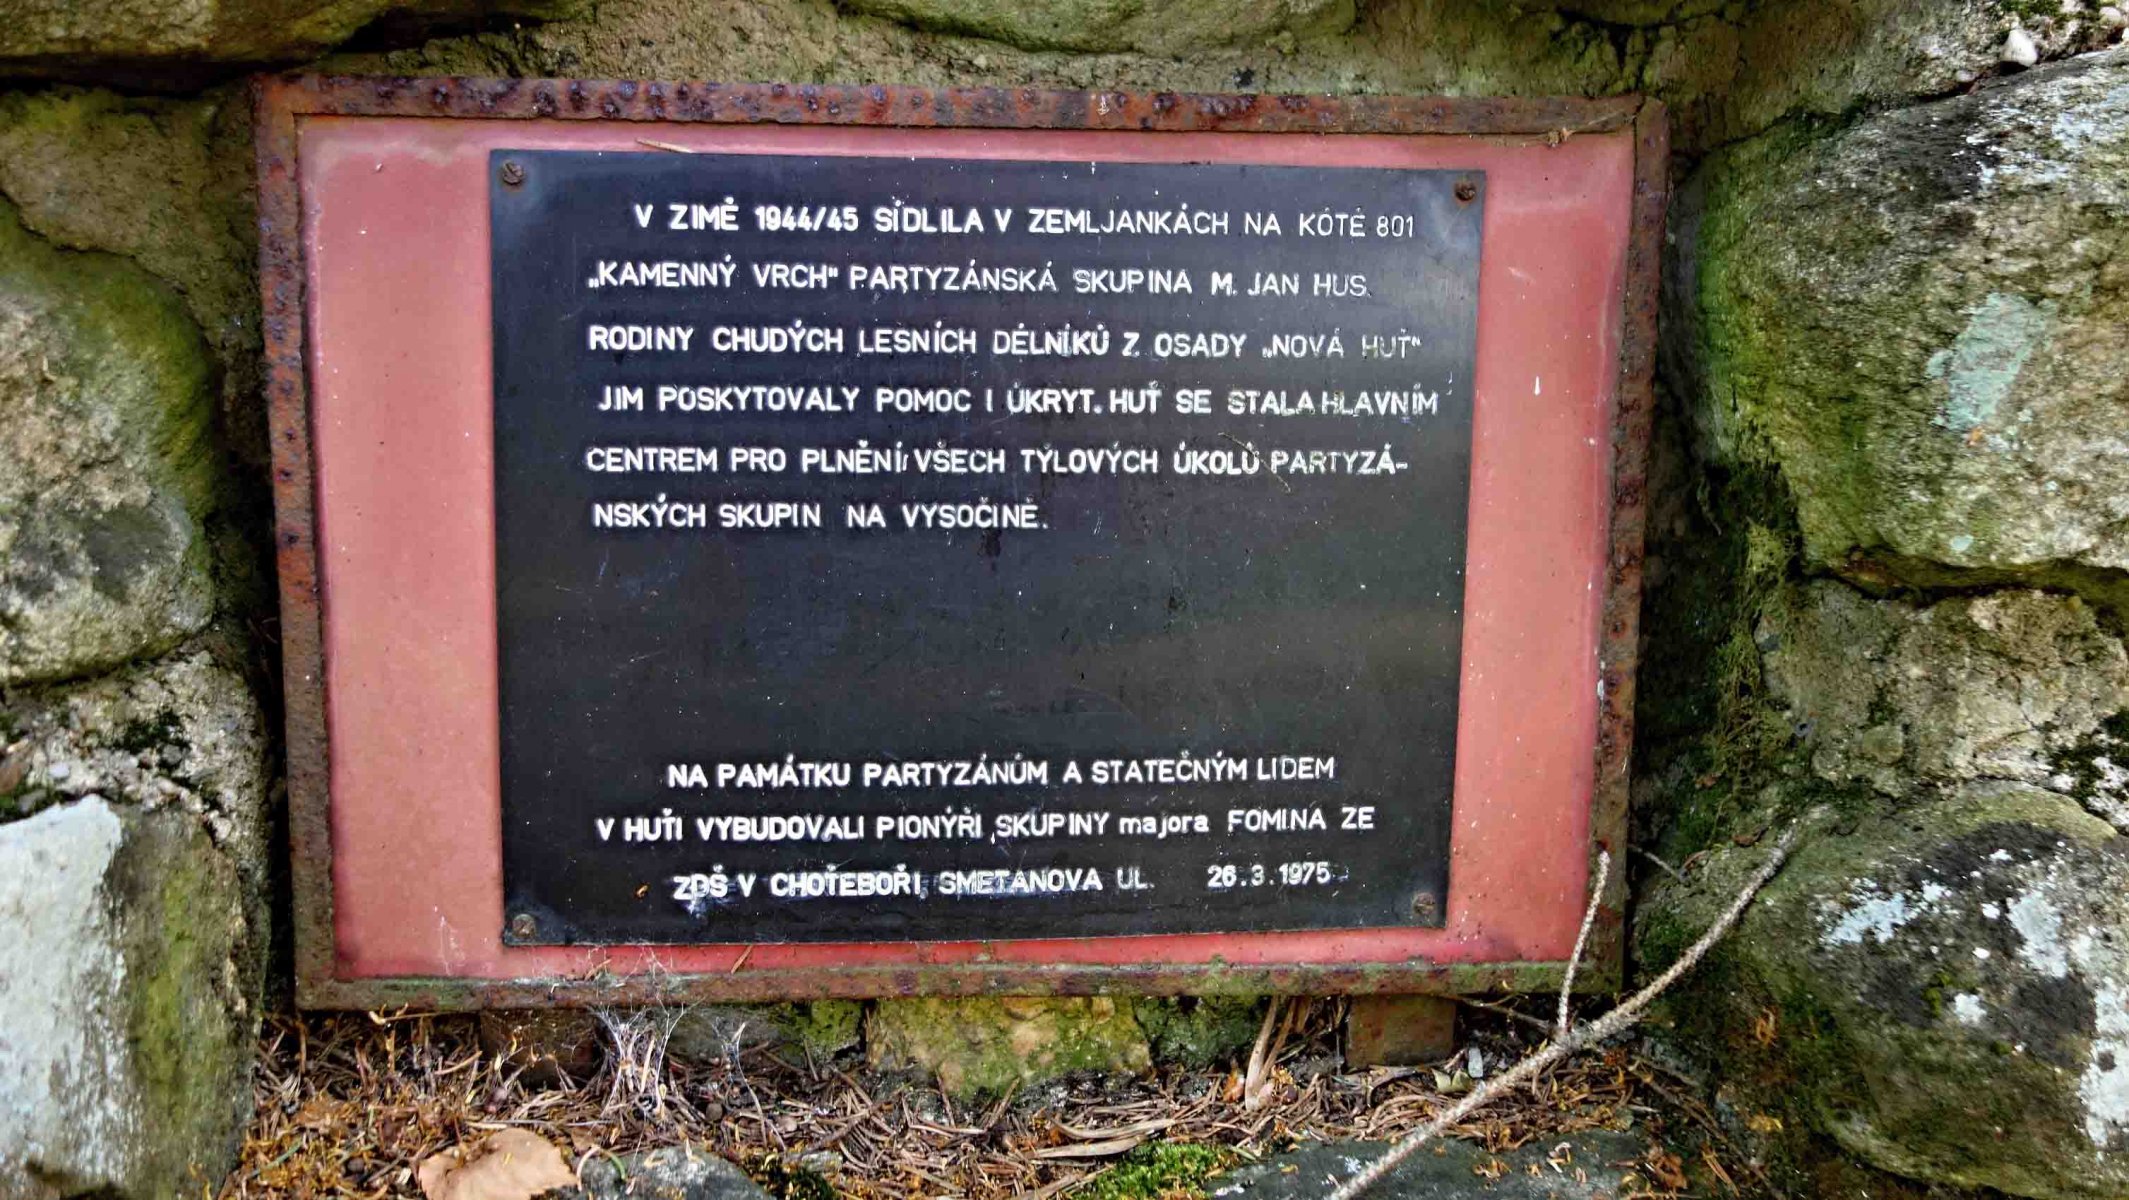 V ZIMĚ 1944/45 SÍDLILA V ZEMLJANKÁCH NA KÓTĚ 801
„KAMENNÝ VRCH" PARTYZÁNSKÁ SKUPINA M. JAN HUS.
RODINY CHUDÝCH LESNÍCH DĚLNÍKŮ Z OSADY „NOVÁ HUŤ"
JIM POSKYTOVALY POMOC I ÚKRYT. HUŤ SE STALA HLAVNÍM
CENTREM PRO PLNĚNÍ VŠECH TÝLOVÝCH ÚKOLŮ PARTYZÁ-
NSKÝCH SKUPIN NA VYSOČINĚ.
NA PAMÁTKU PARTYZÁNŮM A STATEČNÝM LIDEM
V HUŤI VYBUDOVALI PIONÝŘI SKUPINY majora FOMINA ZE
ZDŠ V CHOŤEBOŘI, SMETANOVA UL. 26.3.1975